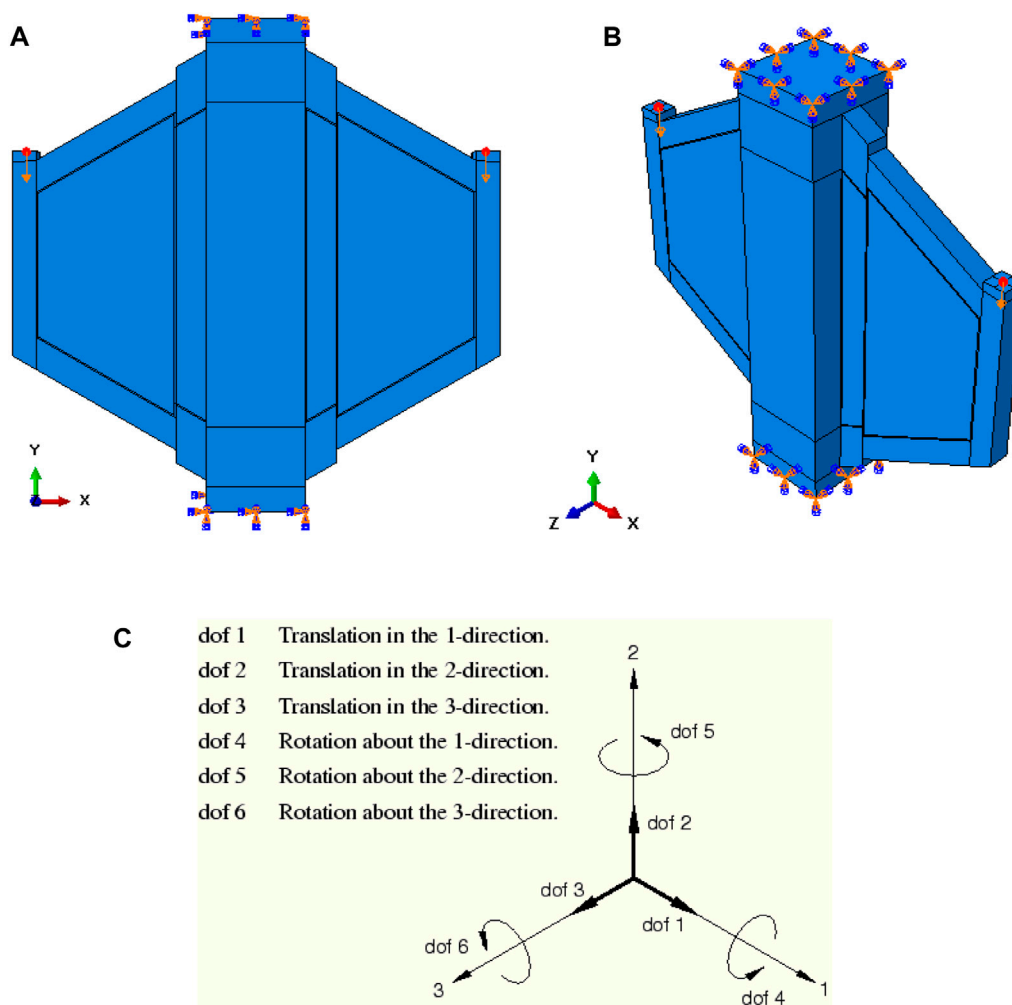 A
B
Y
X
Y
Z
X
C
dof 1 Translation in the 1-direction.
dof 2 Translation in the 2-direction.
dof 3 Translation in the 3-direction.
dof 4 Rotation about the 1-direction.
dof 5 Rotation about the 2-direction.
dof 6 Rotation about the 3-direction.
2
dof 5
dof 2
dof 3
dof 1
dof 6
3
dof 4
1